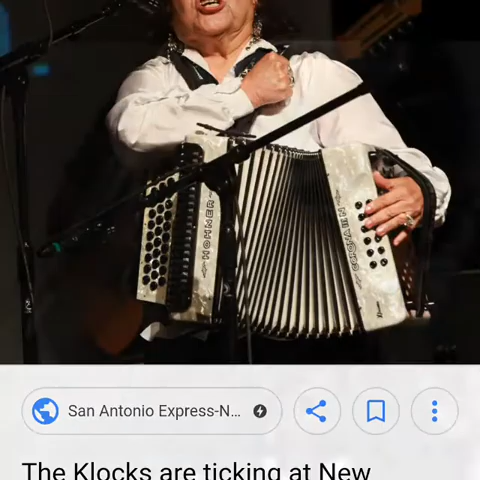 HOHNER
CORONA II
San Antonio Express-N...
The Klocks are ticking at New